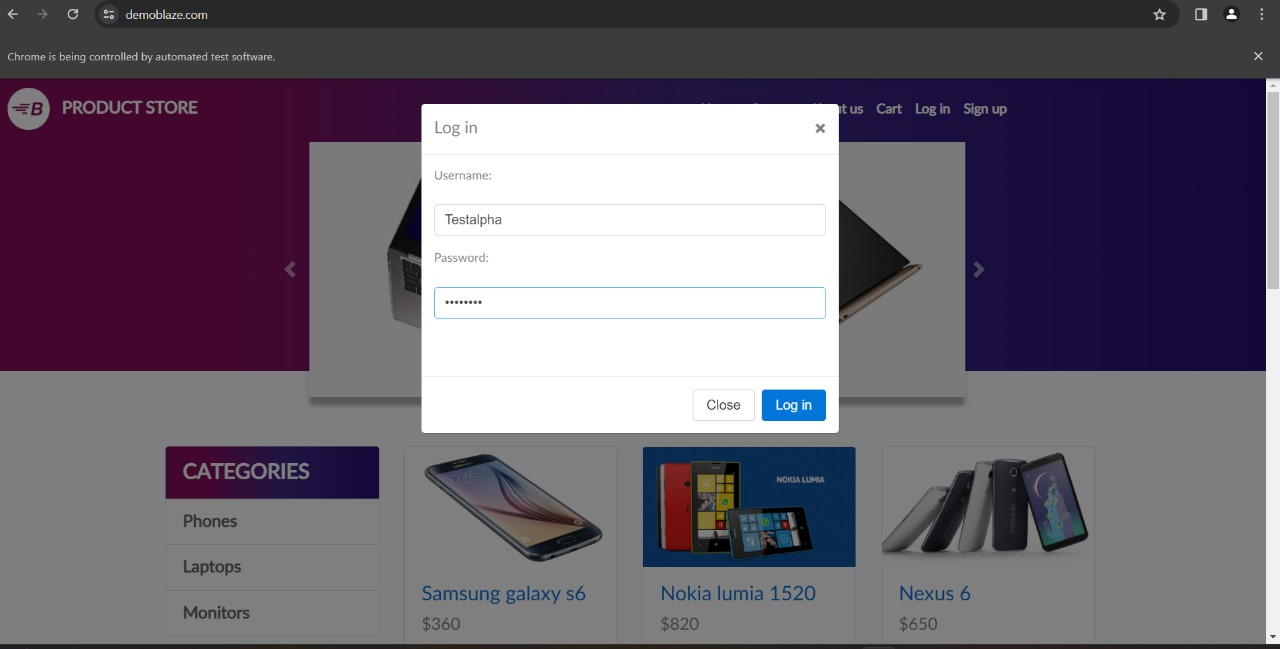 demoblaze.com
Chrome is being controlled by automated test software.
PRODUCT STORE
us Cart Log in Sign up
Log in
Username:
Testalpha
Password:
••••••••
Close Log in
CATEGORIES
Phones
Laptops
Monitors
NOKIA LUMIA
Samsung galaxy s6
$360
Nokia lumia 1520
$820
Nexus 6
$650